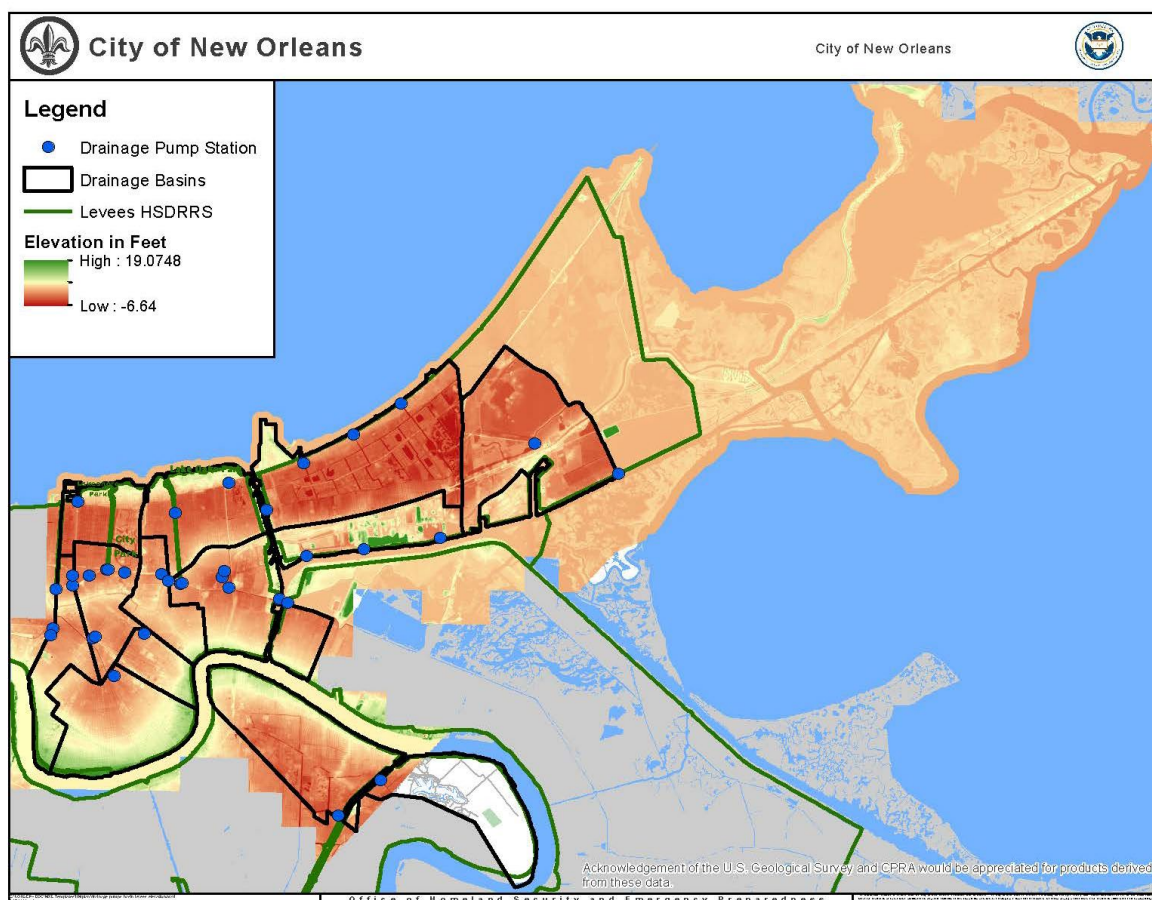 City of New Orleans
City of New Orleans
Legend
Drainage Pump Station
Drainage Basins
Levees HSDRRS
Elevation in Feet
High : 19.0748
Low : -6.64
City
Park
Acknowledgement of the U.S. Geological Survey and CPRA would be appreciated for products derived
from these data.
Office of Homeland Security and Emergency Preparedness